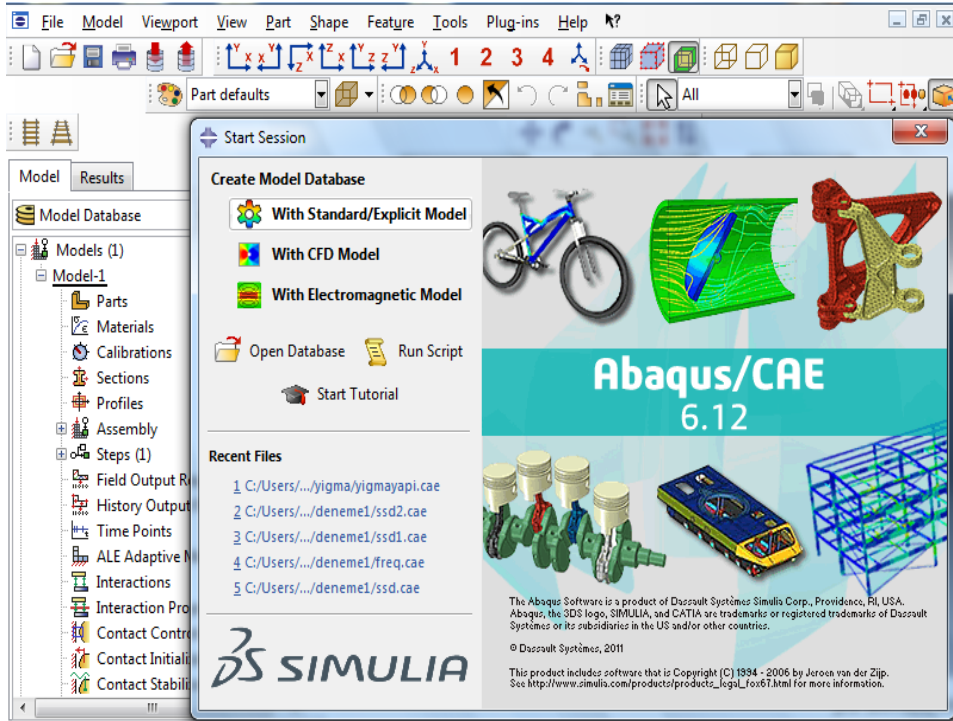 File Model Viewport View Part Shape Feature Tools Plug-ins Help
1 2 3 4
Part defaults
All
Model Results
Model Database
Models (1)
Model-1
Parts
Materials
Calibrations
Sections
Profiles
Assembly
Steps (1)
Field Output R
History Output
Time Points
ALE Adaptive M
Interactions
Interaction Pro
Contact Contr
Contact Initiali
Contact Stabili
Start Session
Create Model Database
With Standard/Explicit Model
With CFD Model
With Electromagnetic Model
Open Database Run Script
Start Tutorial
Recent Files
1 C:/Users/.../yigma/yigmayapi.cae
2 C:/Users/.../deneme1/ssd2.cae
3 C:/Users/.../deneme1/ssd1.cae
4 C:/Users/.../deneme1/freq.cae
5 C:/Users/.../deneme1/ssd.cae
SIMULIA
Abaqus/CAE
6.12
The Abaqus Software is a product of Dassault Systèmes Simulia Corp., Providence, RI, USA.
Abaqus, the 3DS logo, SIMULIA, and CATIA are trademarks or registered trademarks of Dassault
Systèmes or its subsidiaries in the US and/or other countries.
© Dassault Systèmes, 2011
This product includes software that is Copyright (C) 1994 - 2006 by Jeroen van der Zijp.
See http://www.simulia.com/products/products_legal_fox67.html for more information.